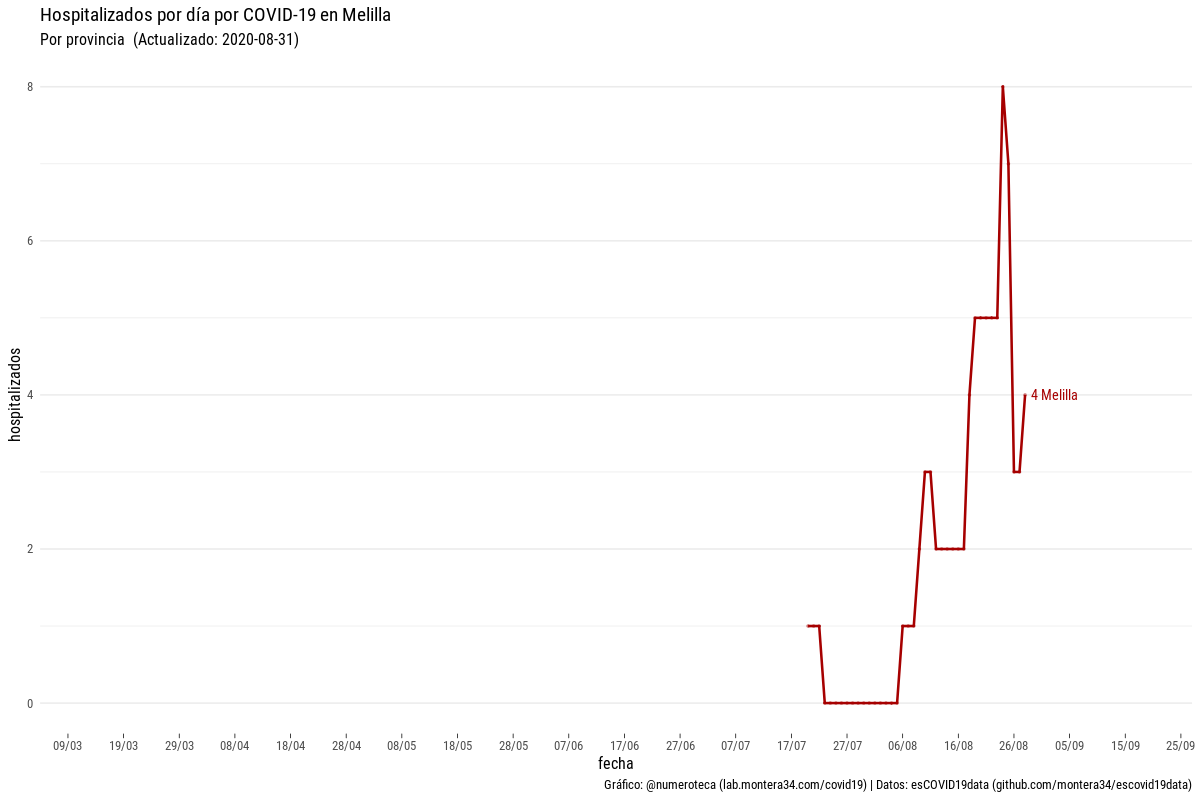 Hospitalizados por día por COVID-19 en Melilla
Por provincia (Actualizado: 2020-08-31)
8
6
4
2
0
hospitalizados
4 Melilla
09/03 19/03 29/03 08/04 18/04 28/04 08/05 18/05 28/05 07/06 17/06 27/06 07/07 17/07 27/07 06/08 16/08 26/08 05/09 15/09 25/09
fecha
Gráfico: @numeroteca (lab.montera34.com/covid19) | Datos: esCOVID19data (github.com/montera34/escovid19data)